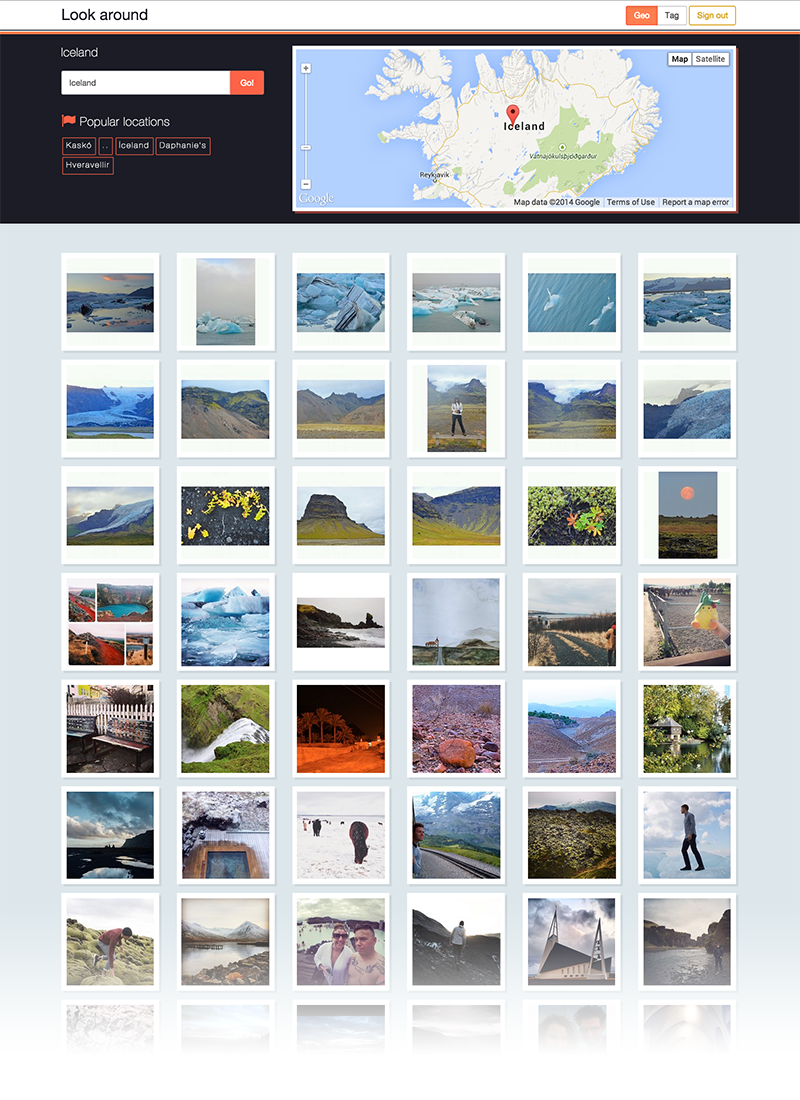 Look around
Geo Tag Sign out
Iceland
Iceland Go!
Popular locations
Kaskó .. Iceland Daphanie's
Hveravellir
Map Satellite
Iceland
Reykjavik
Google
Map data ©2014 Google Terms of Use Report a map error